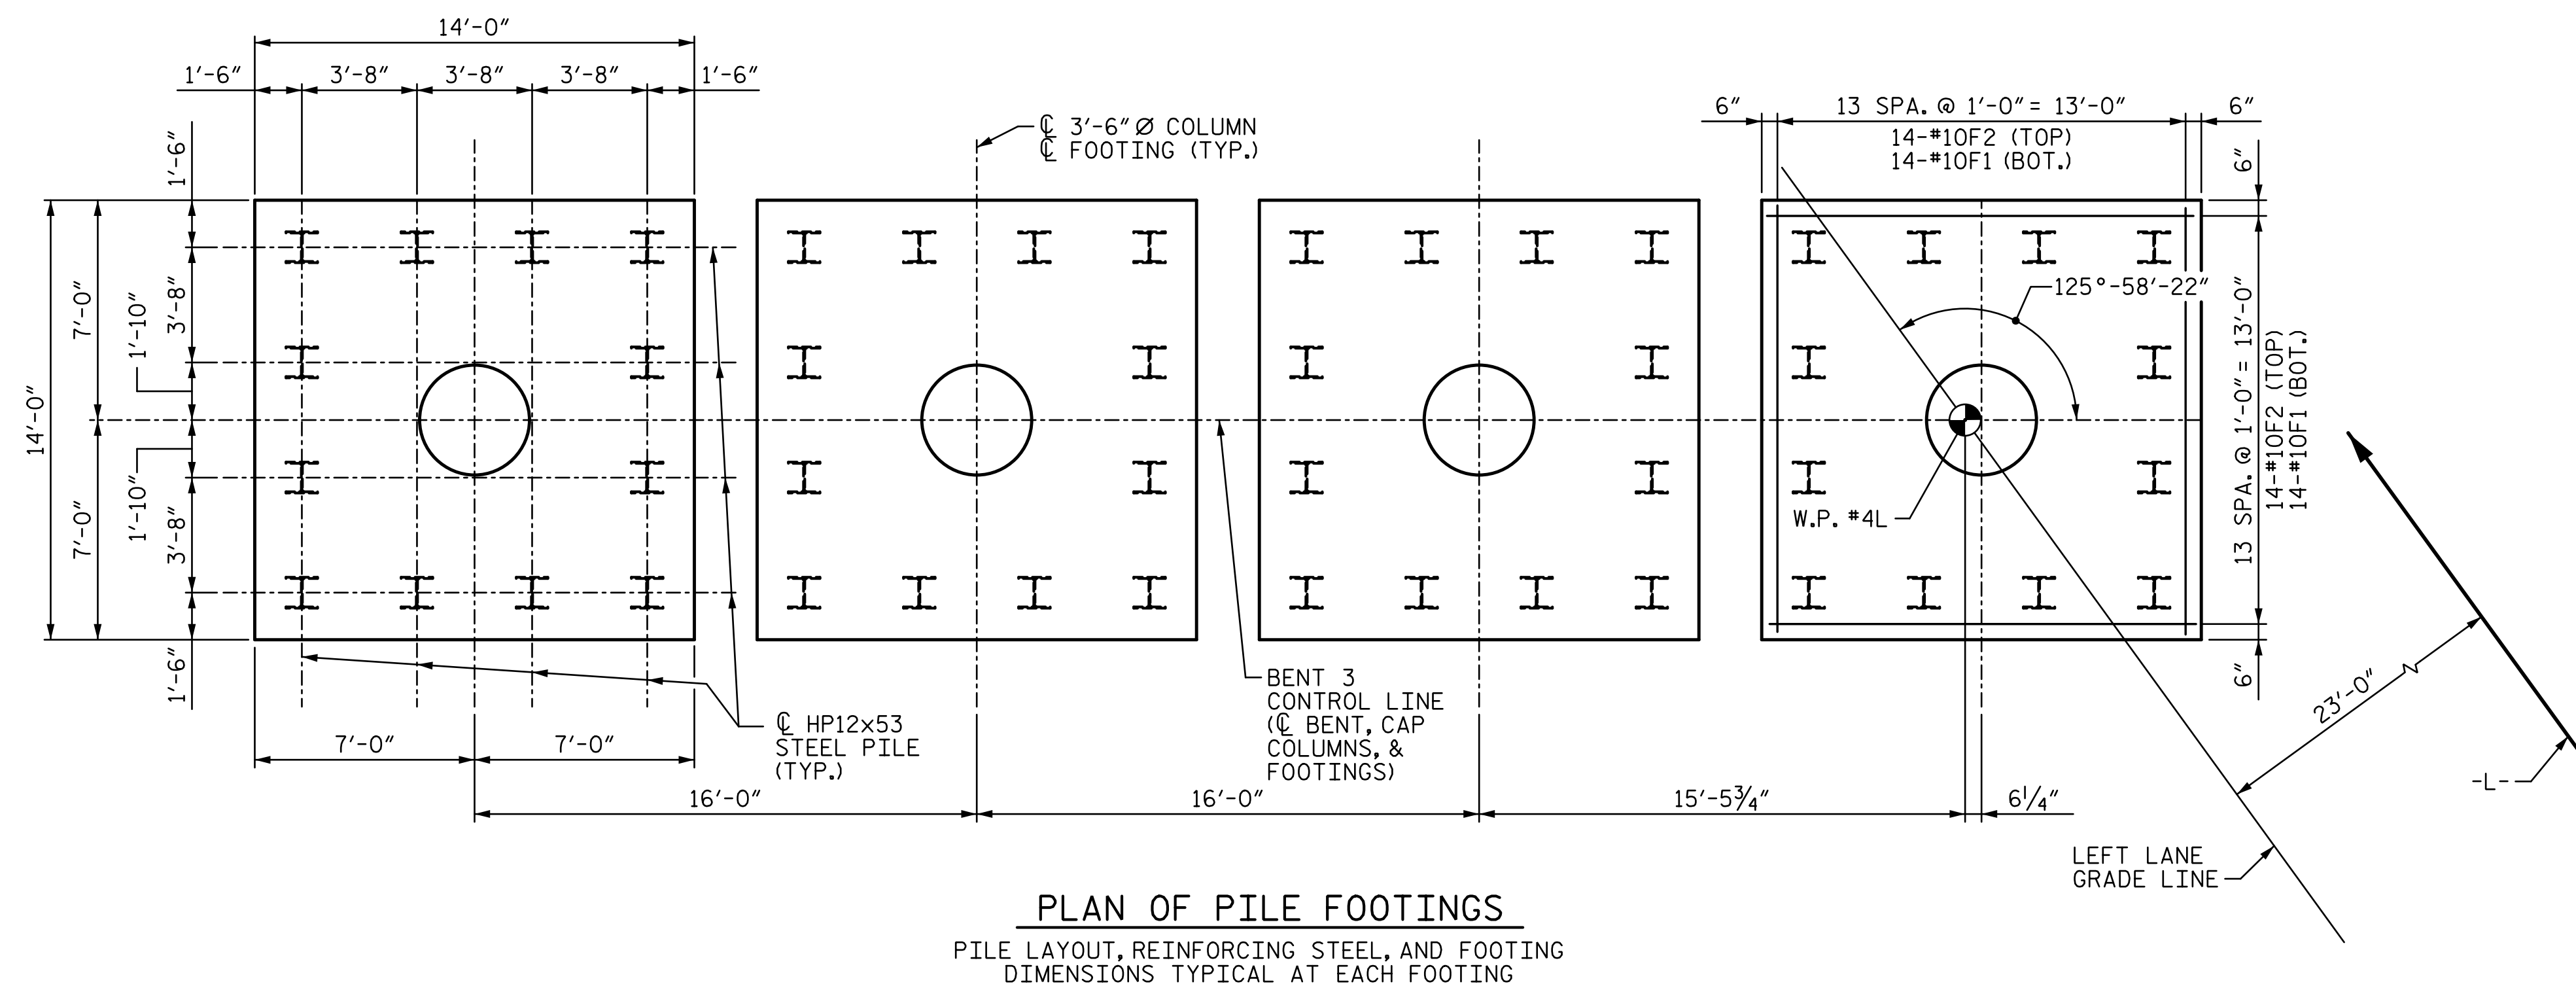 14'-0"
1'-6" 3'-8" 3'-8" 3'-8" 1'-6"
℄ 3'-6" Ø COLUMN
℄ FOOTING (TYP.)
6" 13 SPA. @ 1'-0" = 13'-0" 6"
14-#10F2 (TOP)
14-#10F1 (BOT.)
1'-6"
3'-8"
1'-10"
7'-0"
14'-0"
7'-0"
1'-10"
3'-8"
1'-6"
125°-58'-22"
W.P. #4L
6"
13 SPA. @ 1'-0" = 13'-0"
14-#10F2 (TOP)
14-#10F1 (BOT.)
6"
23'-0"
-L-
BENT 3
CONTROL LINE
(℄ BENT, CAP
COLUMNS, &
FOOTINGS)
℄ HP12x53
STEEL PILE
(TYP.)
7'-0" 7'-0"
16'-0" 16'-0" 15'-5¾" 6¼"
LEFT LANE
GRADE LINE
PLAN OF PILE FOOTINGS
PILE LAYOUT, REINFORCING STEEL, AND FOOTING
DIMENSIONS TYPICAL AT EACH FOOTING